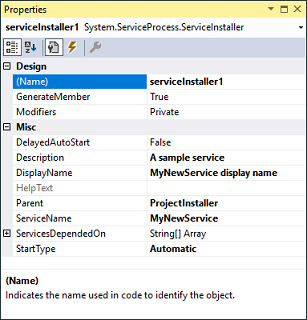 Properties
serviceInstaller1 System.ServiceProcess.ServiceInstaller
Design
(Name) serviceInstaller1
GenerateMember True
Modifiers Private
Misc
DelayedAutoStart False
Description A sample service
DisplayName MyNewService display name
HelpText
Parent ProjectInstaller
ServiceName MyNewService
ServicesDependedOn String[] Array
StartType Automatic
(Name)
Indicates the name used in code to identify the object.